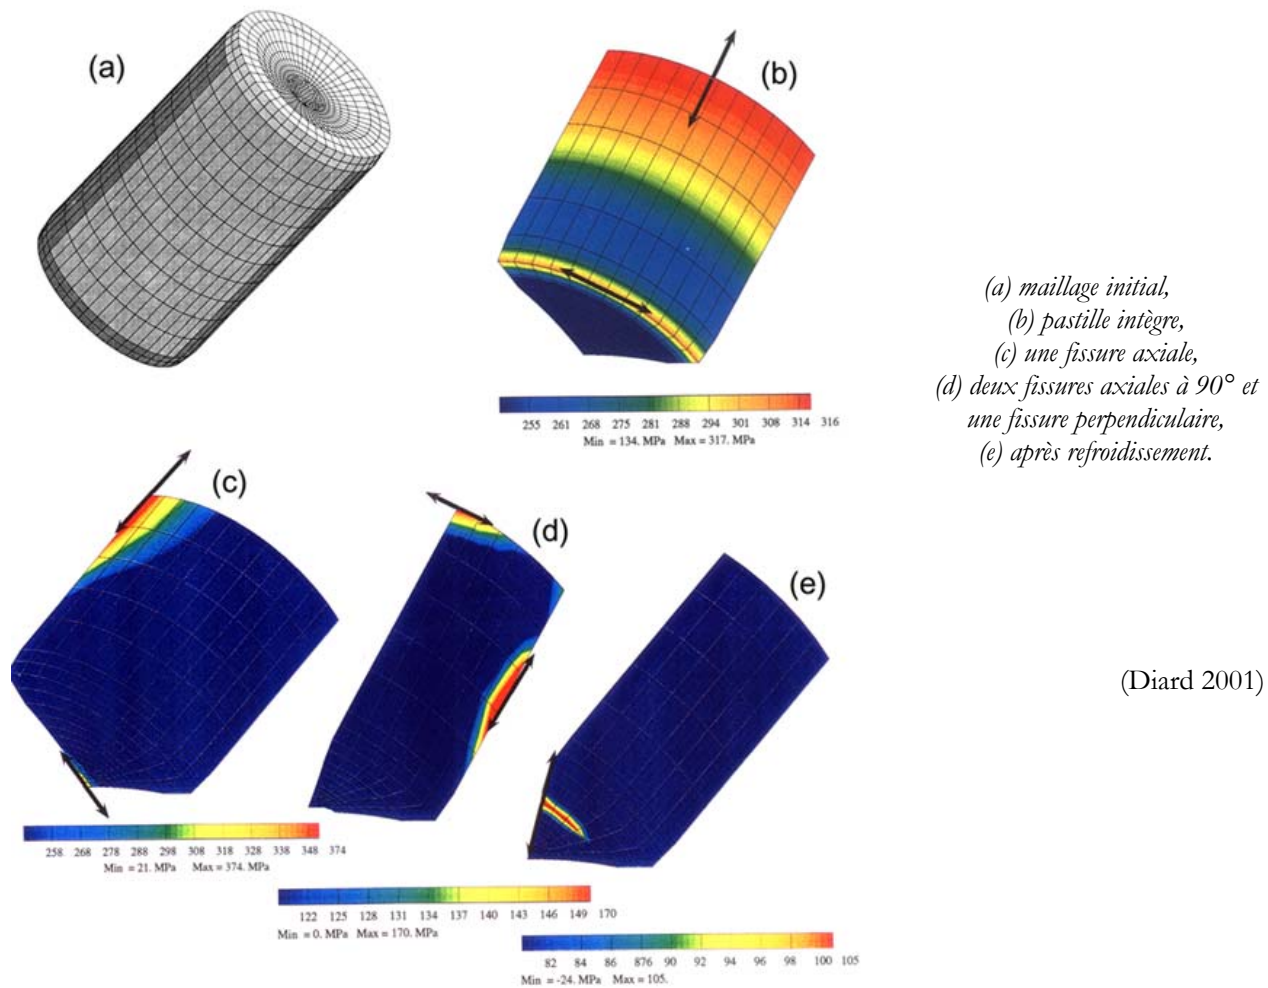 (a)
(b)
255 261 268 275 281 288 294 301 308 314 316
Min = 134. MPa Max = 317. MPa
(a) maillage initial,
(b) pastille intègre,
(c) une fissure axiale,
(d) deux fissures axiales à 90° et
une fissure perpendiculaire,
(e) après refroidissement.
(c)
(d)
(e)
(Diard 2001)
258 268 278 288 298 308 318 328 338 348 374
Min = 21. MPa Max = 374. MPa
122 125 128 131 134 137 140 143 146 149 170
Min = 0. MPa Max = 170. MPa
82 84 86 876 90 92 94 96 98 100 105
Min = -24. MPa Max = 105.